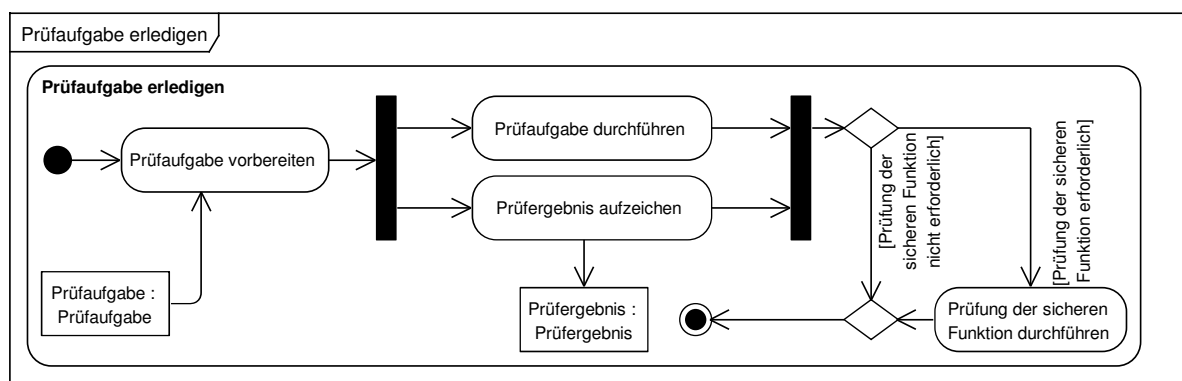 Prüfaufgabe erledigen
Prüfaufgabe erledigen
Prüfaufgabe vorbereiten
Prüfaufgabe durchführen
Prüfergebnis aufzeichen
[Prüfung der
sicheren Funktion
nicht erforderlich]
[Prüfung der sicheren
Funktion erforderlich]
Prüfaufgabe :
Prüfaufgabe
Prüfergebnis :
Prüfergebnis
Prüfung der sicheren
Funktion durchführen